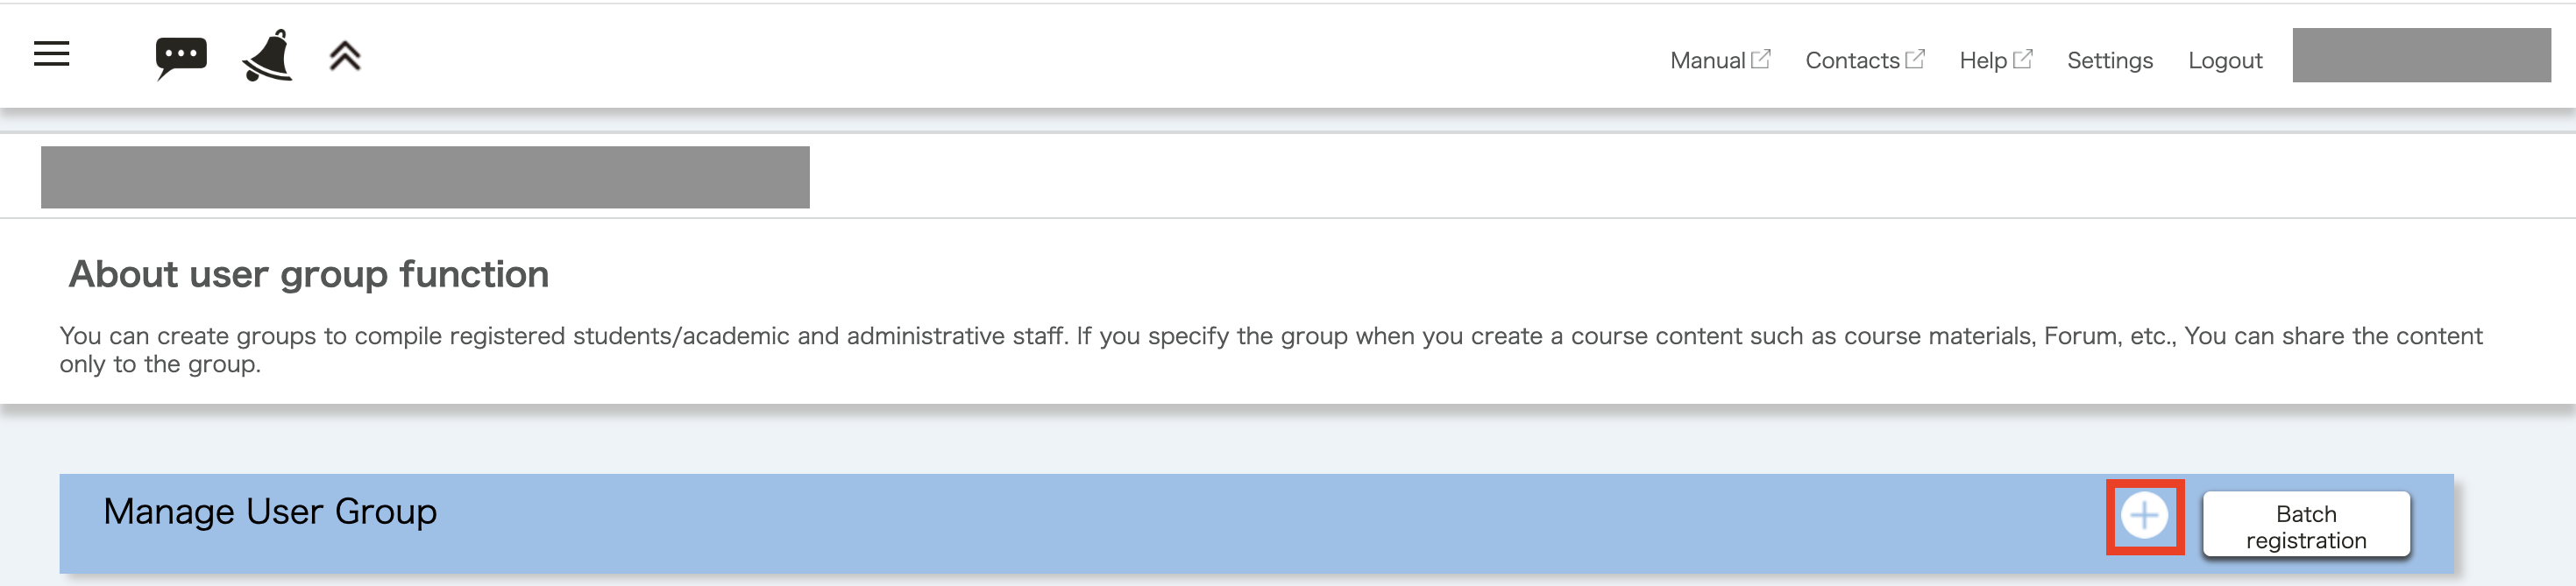 Manual Contacts Help Settings Logout
About user group function
You can create groups to compile registered students/academic and administrative staff. If you specify the group when you create a course content such as course materials, Forum, etc., You can share the content
only to the group.
Manage User Group
Batch
registration